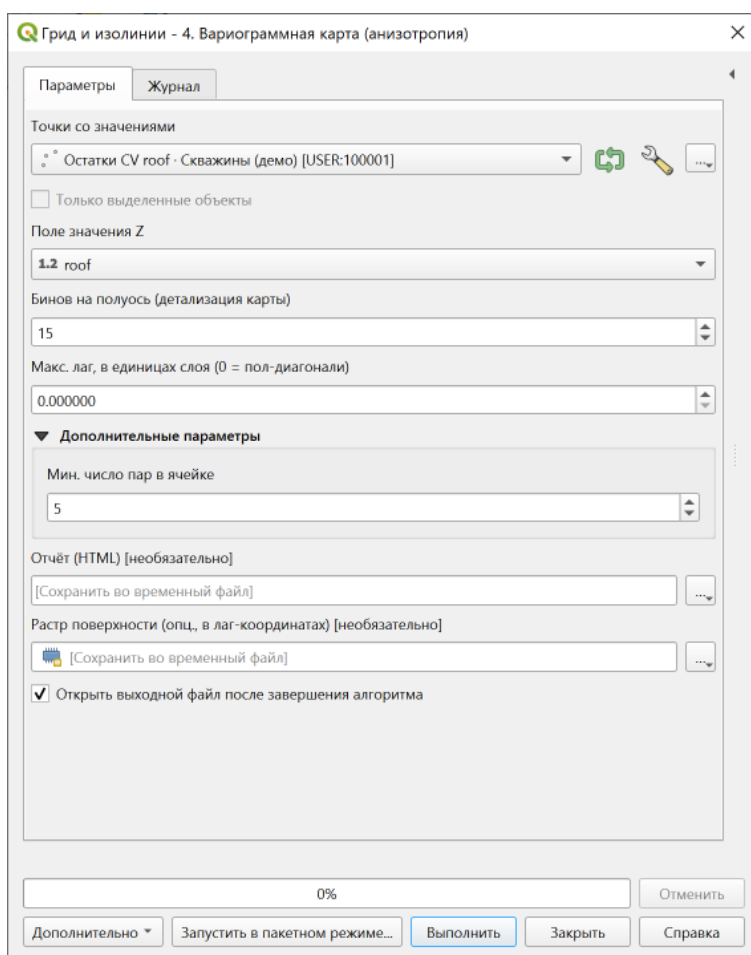 Грид и изолинии - 4. Вариограммная карта (анизотропия)
Параметры
Журнал
Точки со значениями
Остатки CV roof · Скважины (демо) [USER:100001]
...
Только выделенные объекты
Поле значения Z
1.2 roof
Бинов на полуось (детализация карты)
15
Макс. лаг, в единицах слоя (0 = пол-диагонали)
0.000000
Дополнительные параметры
Мин. число пар в ячейке
5
Отчёт (HTML) [необязательно]
[Сохранить во временный файл]
...
Растр поверхности (опц., в лаг-координатах) [необязательно]
[Сохранить во временный файл]
...
Открыть выходной файл после завершения алгоритма
0%
Отменить
Дополнительно
Запустить в пакетном режиме...
Выполнить
Закрыть
Справка